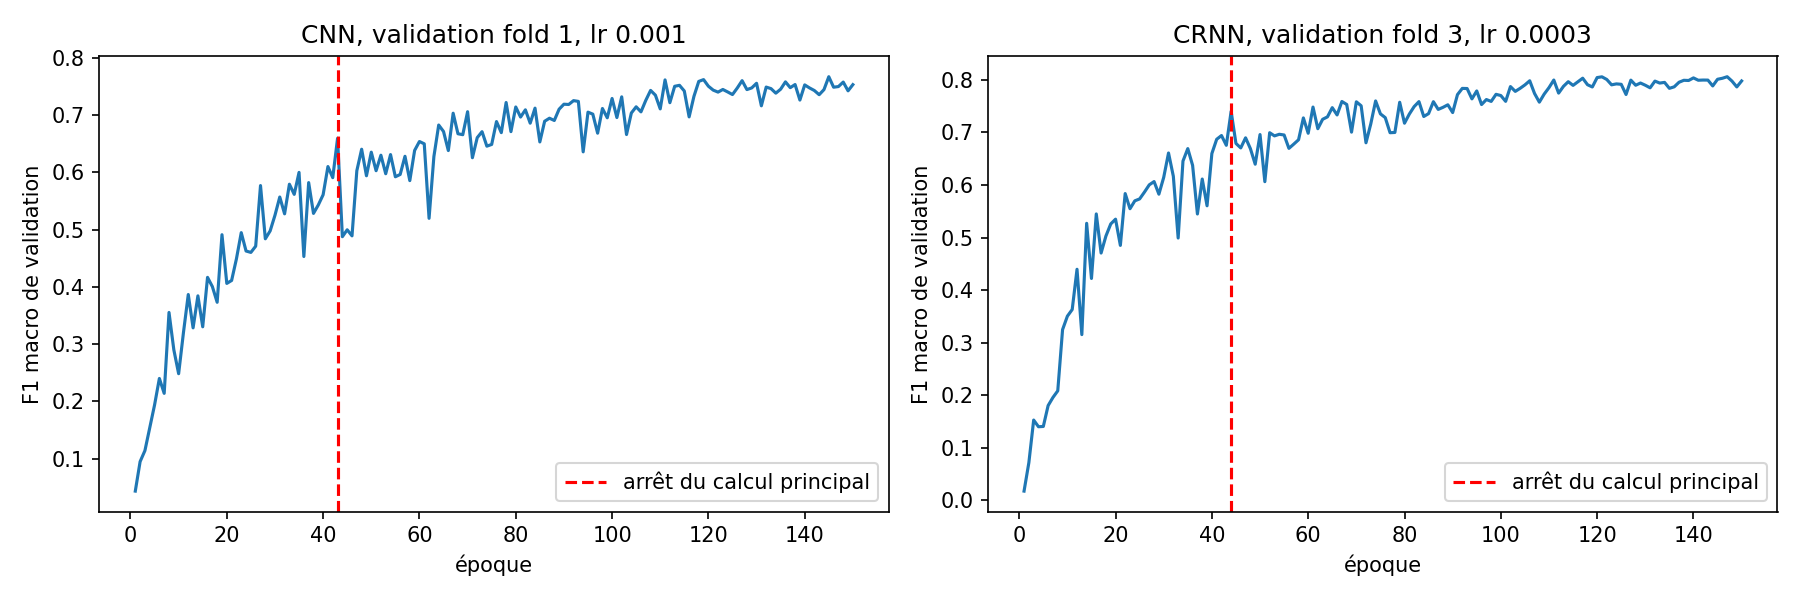 CNN, validation fold 1, lr 0.001
F1 macro de validation
0.8
0.7
0.6
0.5
0.4
0.3
0.2
0.1
0 20 40 60 80 100 120 140
époque
arrêt du calcul principal
CRNN, validation fold 3, lr 0.0003
F1 macro de validation
0.8
0.7
0.6
0.5
0.4
0.3
0.2
0.1
0.0
0 20 40 60 80 100 120 140
époque
arrêt du calcul principal